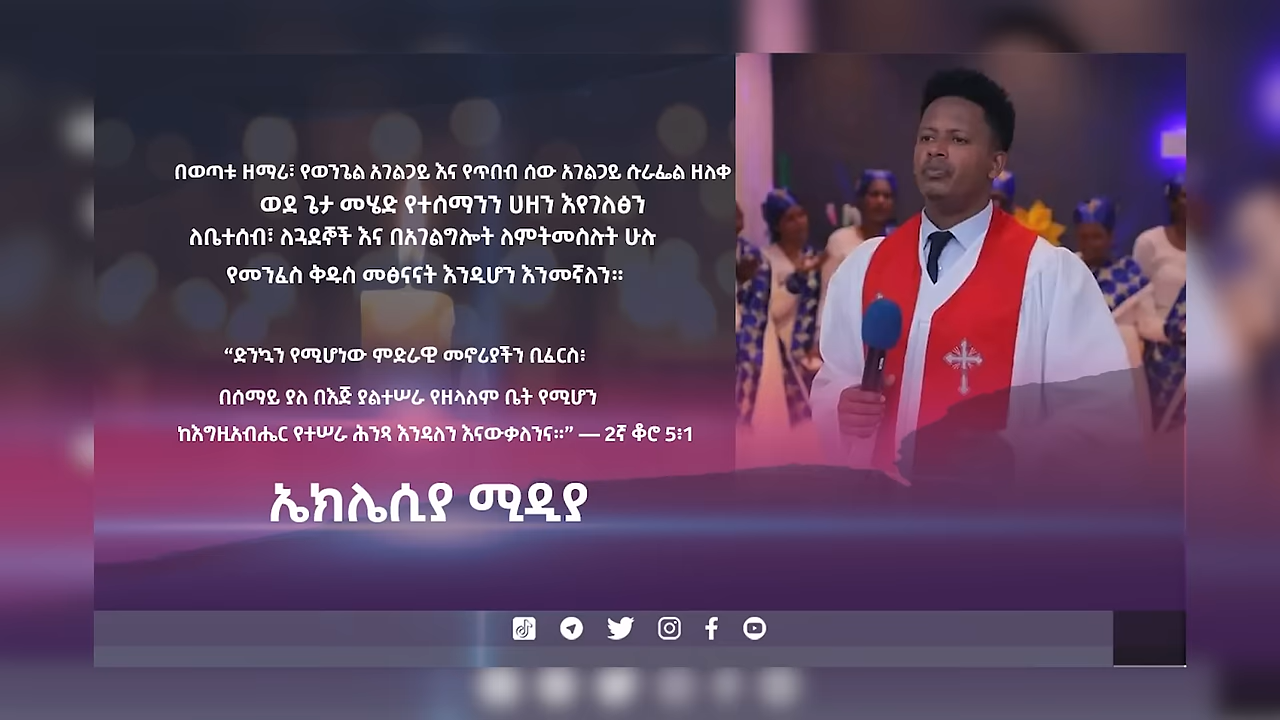 በወጣቱ ዘማሪ፣ የወንጌል አገልጋይ እና የጥበብ ሰው አገልጋይ ሱራፌል ዘለቀ
ወደ ጌታ መሄድ የተሰማንን ሀዘን እየገለፅን
ለቤተሰብ፣ ለጓደኞች እና በአገልግሎት ለምትመስሉት ሁሉ
የመንፈስ ቅዱስ መፅናናት እንዲሆን እንመኛለን።
“ድንኳን የሚሆነው ምድራዊ መኖሪያችን ቢፈርስ፥
በሰማይ ያለ በእጅ ያልተሠራ የዘላለም ቤት የሚሆን
ከእግዚአብሔር የተሠራ ሕንጻ እንዳለን እናውቃለንና።” — 2ኛ ቆሮ 5፥1
ኤክሌሲያ ሚዲያ